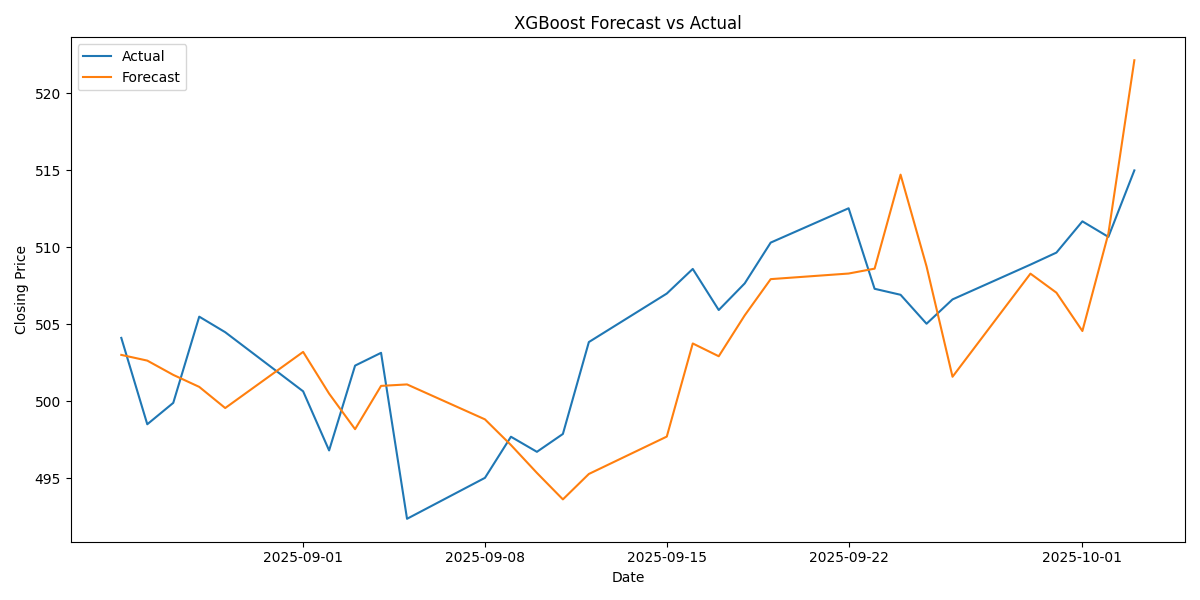 XGBoost Forecast vs Actual
Actual
Forecast
520
515
510
505
500
495
Closing Price
2025-09-01
2025-09-08
2025-09-15
2025-09-22
2025-10-01
Date